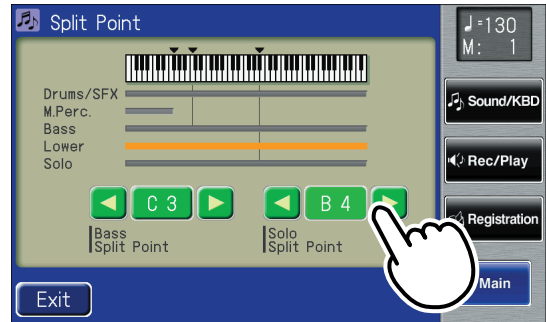 Split Point
♩=130
M: 1
Drums/SFX
M.Perc.
Bass
Lower
Solo
C 3
B 4
Bass
Split Point
Solo
Split Point
Exit
Sound/KBD
Rec/Play
Registration
Main